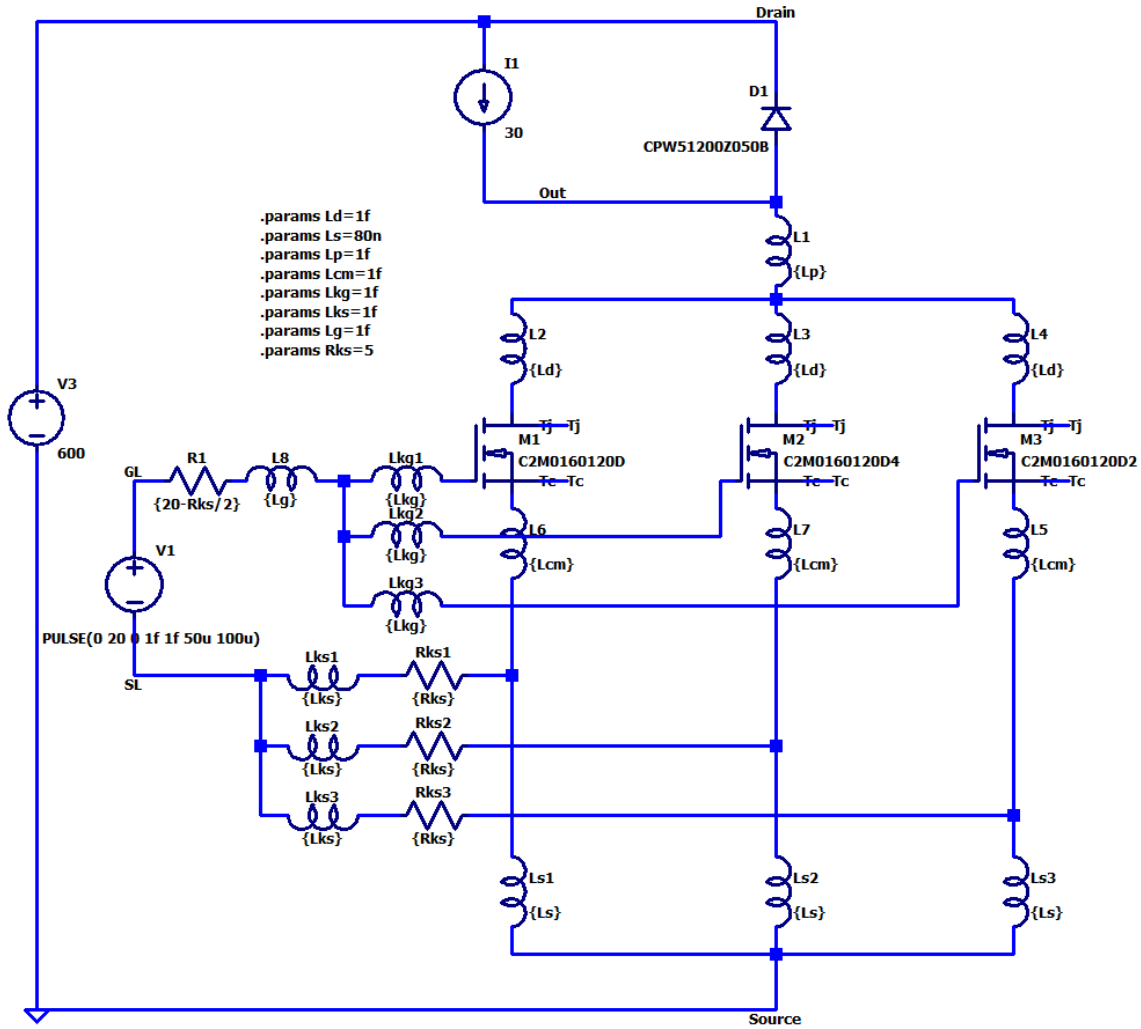 Drain
I1
D1
30
CPW51200Z050B
Out
.params Ld=1f
.params Ls=80n
.params Lp=1f
.params Lcm=1f
.params Lkg=1f
.params Lks=1f
.params Lg=1f
.params Rks=5
L1
{Lp}
L2
{Ld}
L3
{Ld}
L4
{Ld}
V3
600
Tj Tj
M1
C2M0160120D
Tc Tc
Tj Tj
M2
C2M0160120D4
Tc Tc
Tj Tj
M3
C2M0160120D2
Tc Tc
GL
R1
{20-Rks/2}
L8
{Lg}
Lkg1
{Lkg}
Lkg2
{Lkg}
Lkg3
{Lkg}
L6
{Lcm}
L7
{Lcm}
L5
{Lcm}
V1
PULSE(0 20 0 1f 1f 50u 100u)
SL
Lks1
{Lks}
Rks1
{Rks}
Lks2
{Lks}
Rks2
{Rks}
Lks3
{Lks}
Rks3
{Rks}
Ls1
{Ls}
Ls2
{Ls}
Ls3
{Ls}
Source